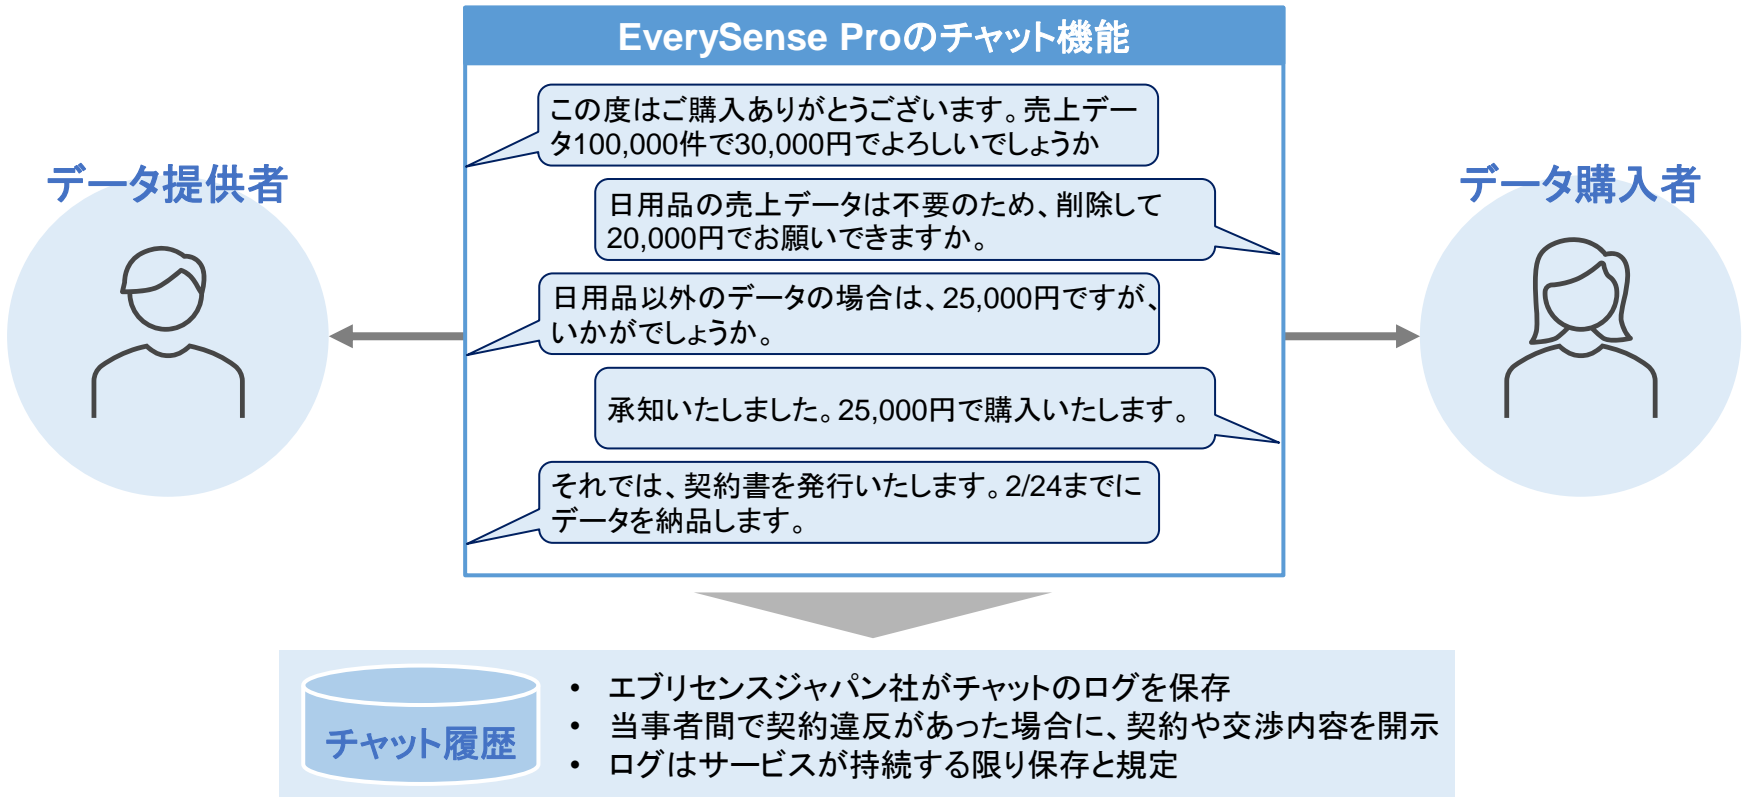 EverySense Proのチャット機能
この度はご購入ありがとうございます。売上デー
タ100,000件で30,000円でよろしいでしょうか
データ提供者
データ購入者
日用品の売上データは不要のため、削除して
20,000円でお願いできますか。
日用品以外のデータの場合は、25,000円ですが、
いかがでしょうか。
承知いたしました。25,000円で購入いたします。
それでは、契約書を発行いたします。2/24までに
データを納品します。
チャット履歴
• エブリセンスジャパン社がチャットのログを保存
• 当事者間で契約違反があった場合に、契約や交渉内容を開示
• ログはサービスが持続する限り保存と規定